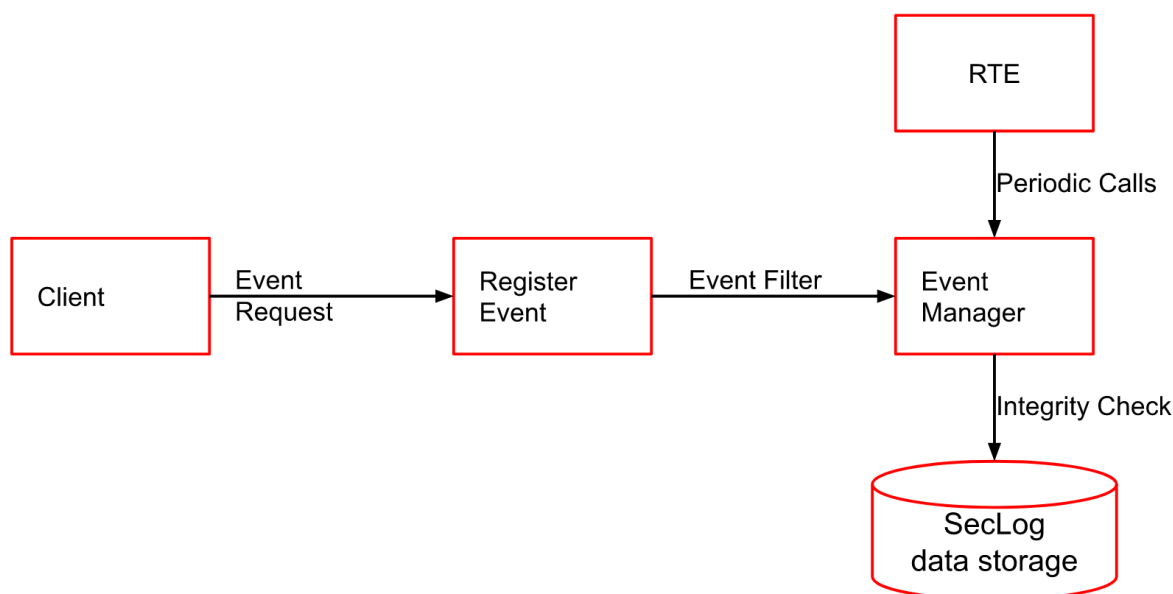 RTE
Periodic Calls
Client
Event
Request
Register
Event
Event Filter
Event
Manager
Integrity Check
SecLog
data storage